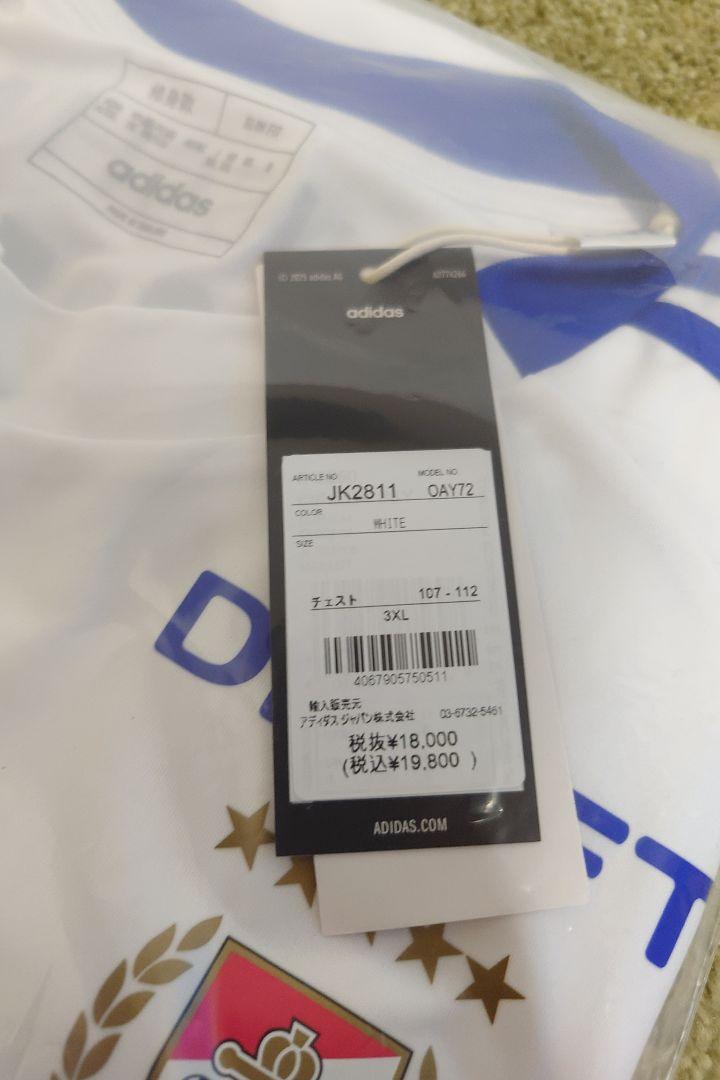 SLIM FIT
adidas
(C) 2025 adidas AG
adidas
ARTICLE NO
MODEL NO
JK2811 OAY72
COLOR
WHITE
SIZE
チェスト 107 - 112
3XL
4067905750511
輸入販売元
アディダス ジャパン株式会社 03-6732-5461
税抜¥18,000
(税込¥19,800 )
ADIDAS.COM